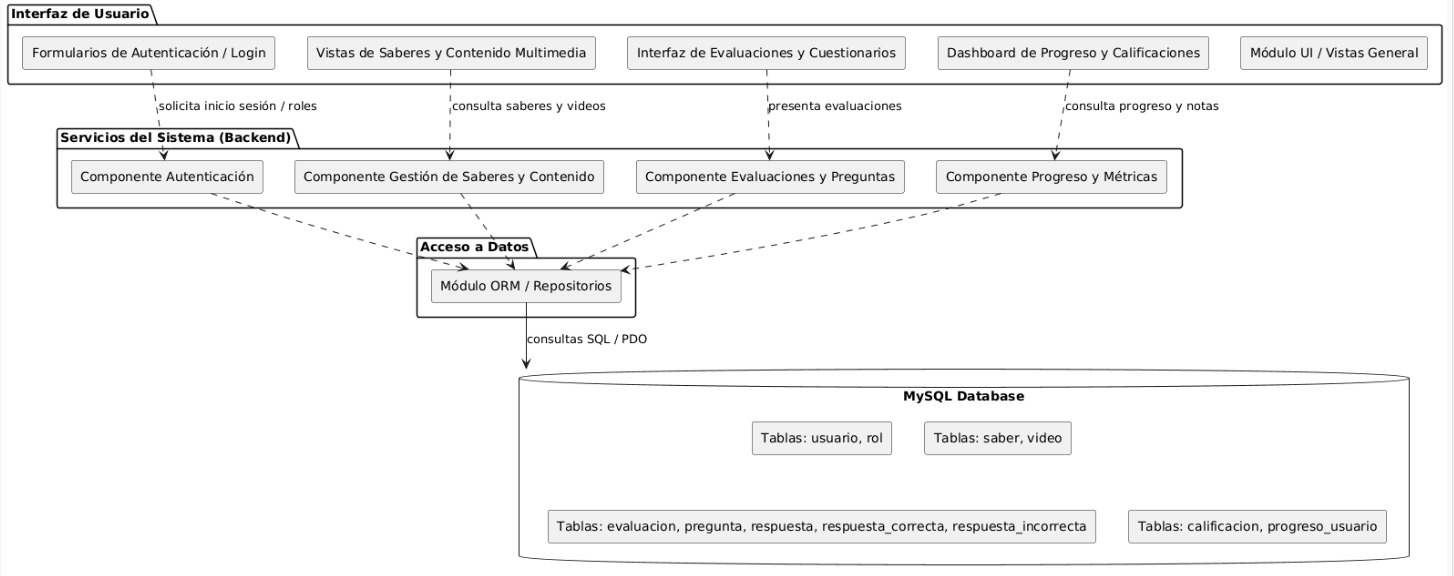 Interfaz de Usuario
Formularios de Autenticación / Login
Vistas de Saberes y Contenido Multimedia
Interfaz de Evaluaciones y Cuestionarios
Dashboard de Progreso y Calificaciones
Módulo UI / Vistas General
solicita inicio sesión / roles
consulta saberes y videos
presenta evaluaciones
consulta progreso y notas
Servicios del Sistema (Backend)
Componente Autenticación
Componente Gestión de Saberes y Contenido
Componente Evaluaciones y Preguntas
Componente Progreso y Métricas
Acceso a Datos
Módulo ORM / Repositorios
consultas SQL / PDO
MySQL Database
Tablas: usuario, rol
Tablas: saber, video
Tablas: evaluacion, pregunta, respuesta, respuesta_correcta, respuesta_incorrecta
Tablas: calificacion, progreso_usuario